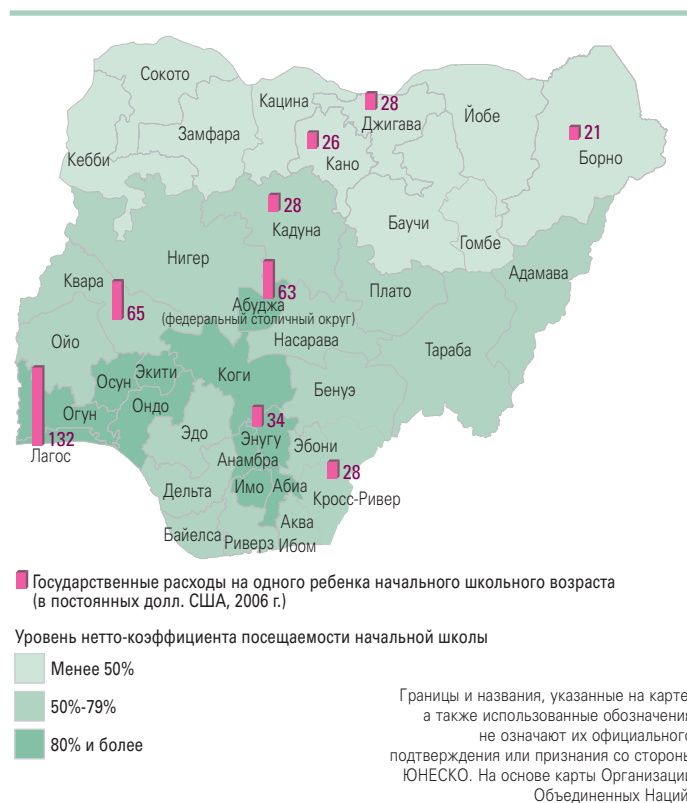 Сокото
Кацина
28
Джигава
Йобе
21
Борно
Замфара
26
Кано
Кебби
28
Кадуна
Баучи
Гомбе
Нигер
Адамава
Квара
65
63
Абуджа
(федеральный столичный округ)
Плато
Насарава
Тараба
Ойо
Экити
Осун
Коги
Бенуэ
Огун
Ондо
34
132
Лагос
Эдо
Энугу
Эбони
Анамбра
28
Имо
Абиа
Дельта
Кросс-Ривер
Аква
Ибом
Байелса
Риверз
Государственные расходы на одного ребенка начального школьного возраста
(в постоянных долл. США, 2006 г.)
Уровень нетто-коэффициента посещаемости начальной школы
Менее 50%
50%-79%
80% и более
Границы и названия, указанные на карте,
а также использованные обозначения
не означают их официального
подтверждения или признания со стороны
ЮНЕСКО. На основе карты Организации
Объединенных Наций.